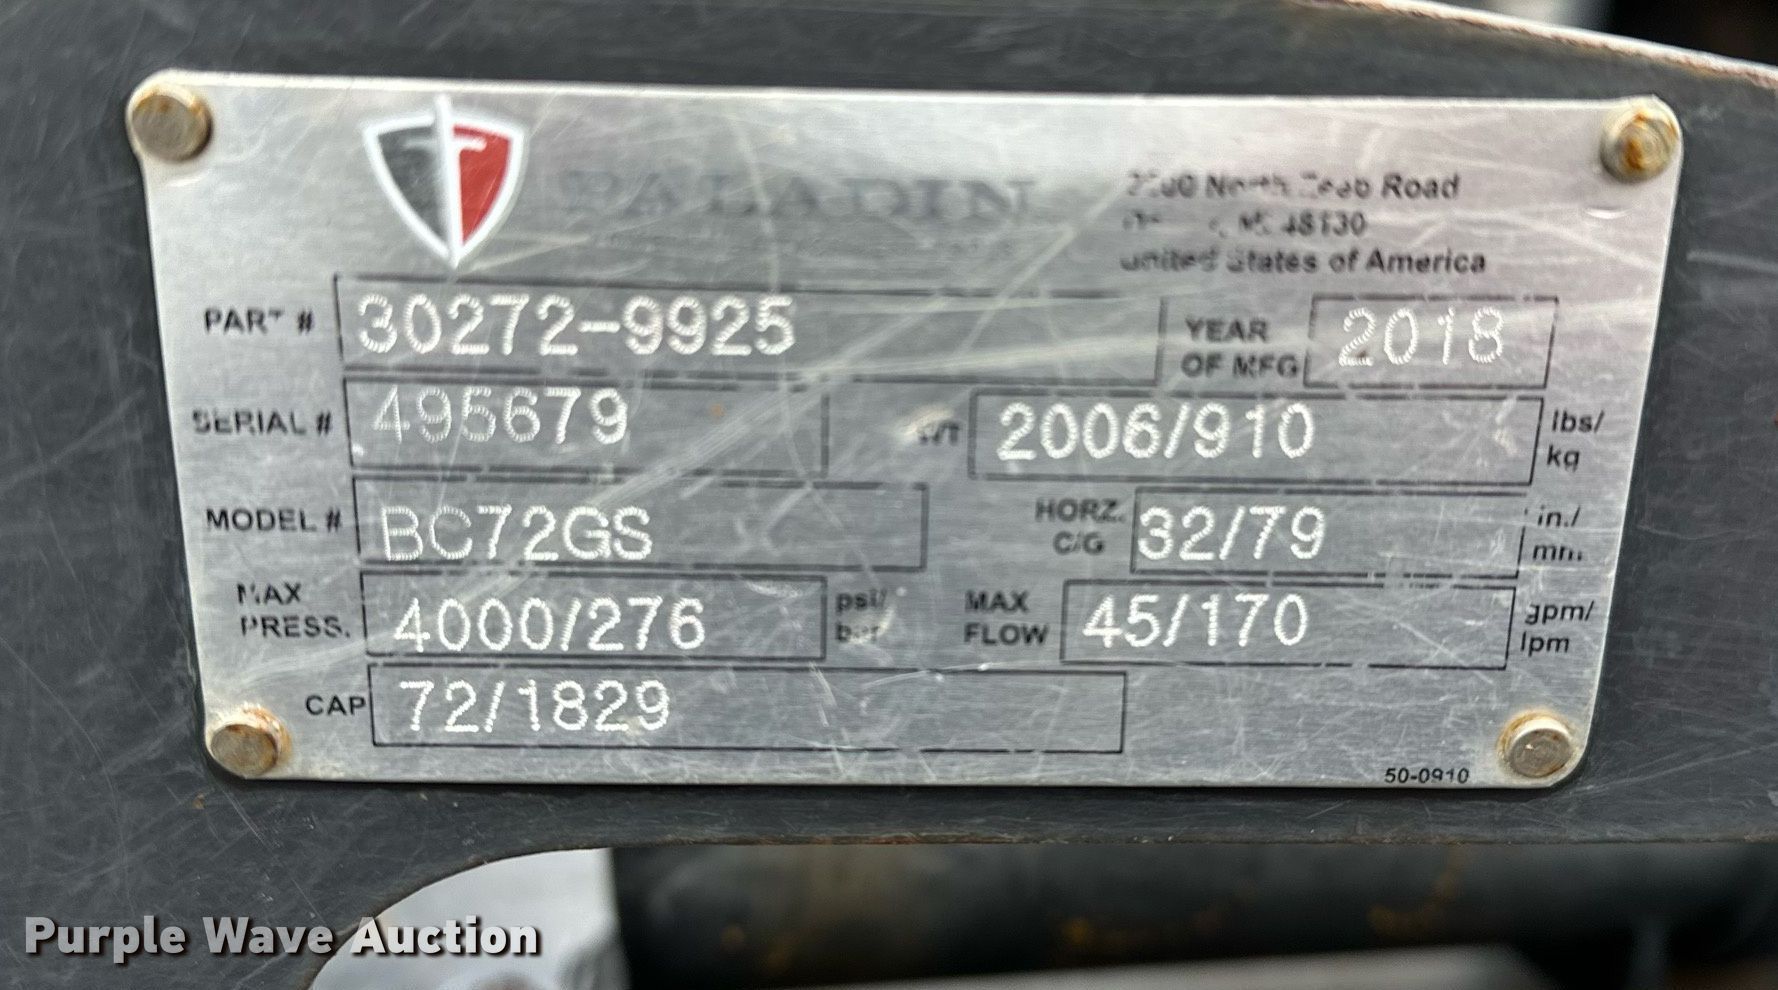 PALADIN
North Road
48130
United States of America
PART # 30272-9925
YEAR OF MFG 2018
SERIAL # 495679
WT 2006/910 lbs/kg
MODEL # BC72GS
HORZ. C/G 32/79 in./mm.
MAX PRESS. 4000/276 psi/bar
MAX FLOW 45/170 gpm/lpm
CAP 72/1829
50-0910
Purple Wave Auction